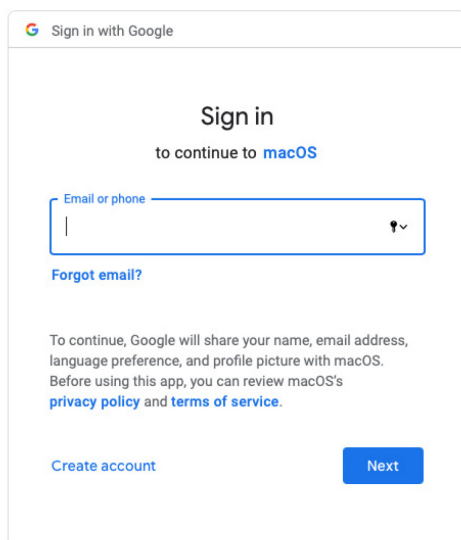 Sign in with Google
Sign in
to continue to macOS
Email or phone
Forgot email?
To continue, Google will share your name, email address,
language preference, and profile picture with macOS.
Before using this app, you can review macOS's
privacy policy and terms of service.
Create account
Next